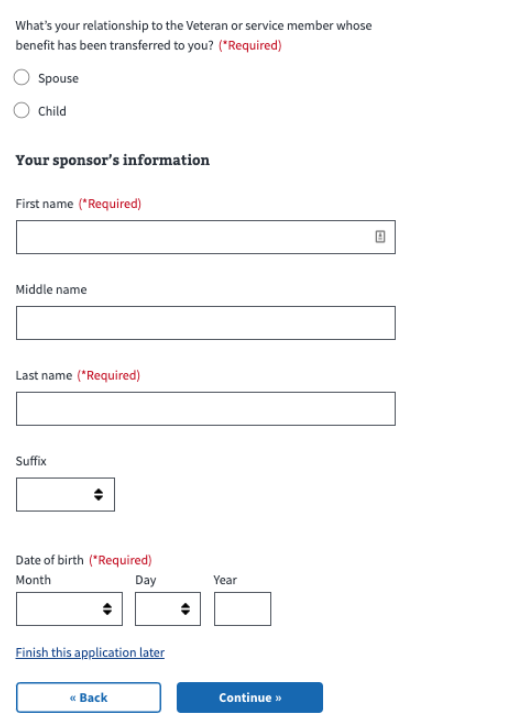 What's your relationship to the Veteran or service member whose
benefit has been transferred to you? (*Required)
Spouse
Child
Your sponsor's information
First name (*Required)
Middle name
Last name (*Required)
Suffix
Date of birth (*Required)
Month Day Year
Finish this application later
« Back Continue »